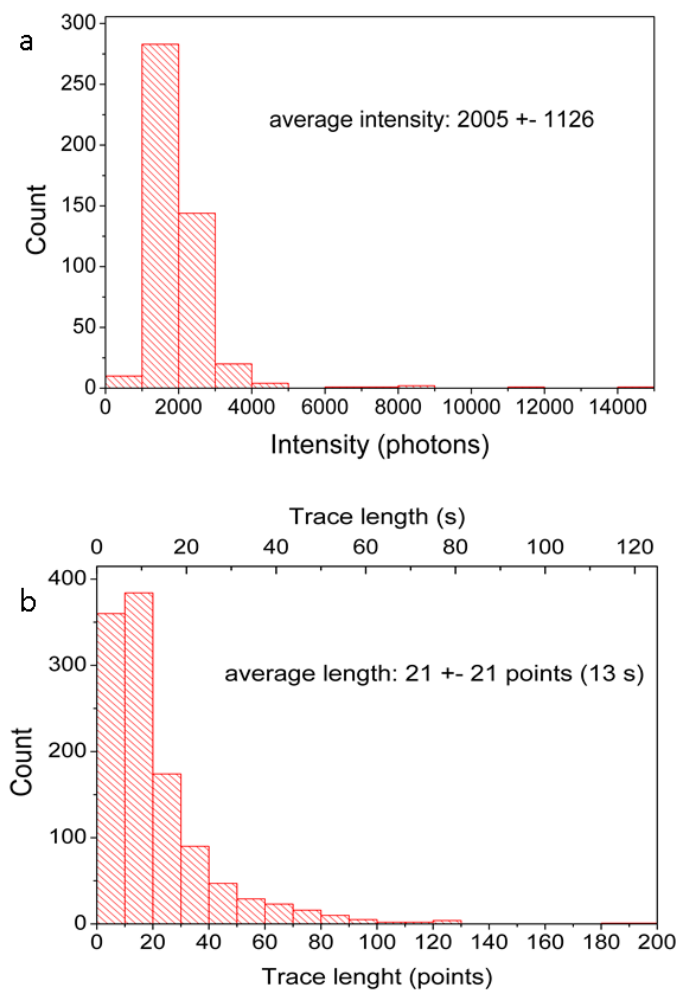 a
300
250
200
150
100
50
0
Count
average intensity: 2005 +- 1126
0 2000 4000 6000 8000 10000 12000 14000
Intensity (photons)
Trace length (s)
0 20 40 60 80 100 120
b
400
300
200
100
0
Count
average length: 21 +- 21 points (13 s)
0 20 40 60 80 100 120 140 160 180 200
Trace lenght (points)